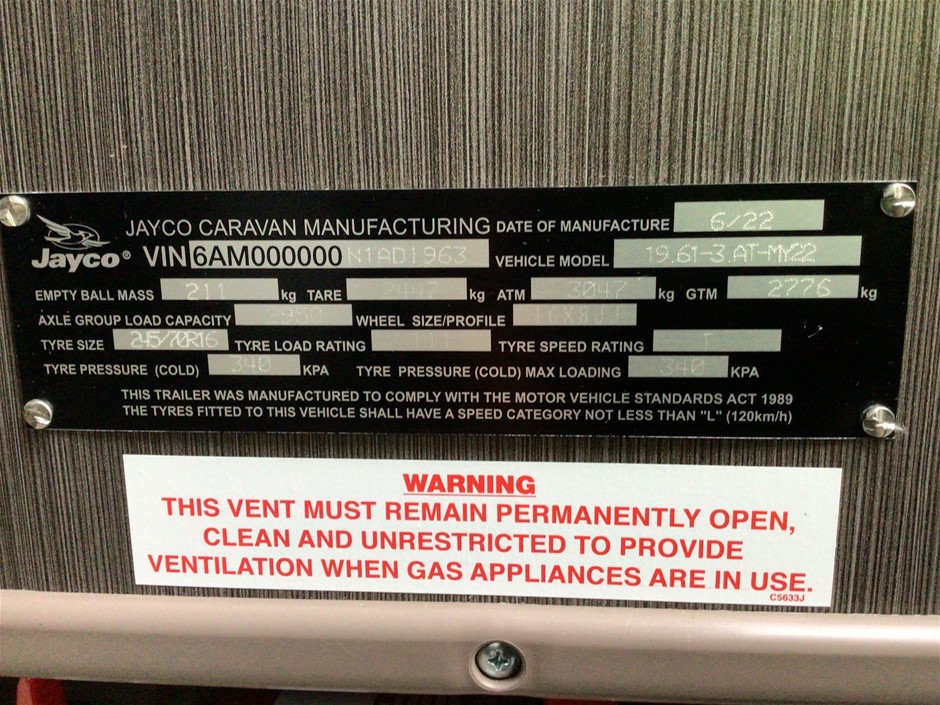 JAYCO CARAVAN MANUFACTURING DATE OF MANUFACTURE 6/22
Jayco® VIN 6AM000000N1AD1963 VEHICLE MODEL 19.61-3.AT-MY22
EMPTY BALL MASS 211 kg TARE 2447 kg ATM 3047 kg GTM 2776 kg
AXLE GROUP LOAD CAPACITY 2950 WHEEL SIZE/PROFILE
TYRE SIZE 245/70R16 TYRE LOAD RATING 111 TYRE SPEED RATING T
TYRE PRESSURE (COLD) 340 KPA TYRE PRESSURE (COLD) MAX LOADING 340 KPA
THIS TRAILER WAS MANUFACTURED TO COMPLY WITH THE MOTOR VEHICLE STANDARDS ACT 1989
THE TYRES FITTED TO THIS VEHICLE SHALL HAVE A SPEED CATEGORY NOT LESS THAN "L" (120km/h)
WARNING
THIS VENT MUST REMAIN PERMANENTLY OPEN,
CLEAN AND UNRESTRICTED TO PROVIDE
VENTILATION WHEN GAS APPLIANCES ARE IN USE.
C5633J